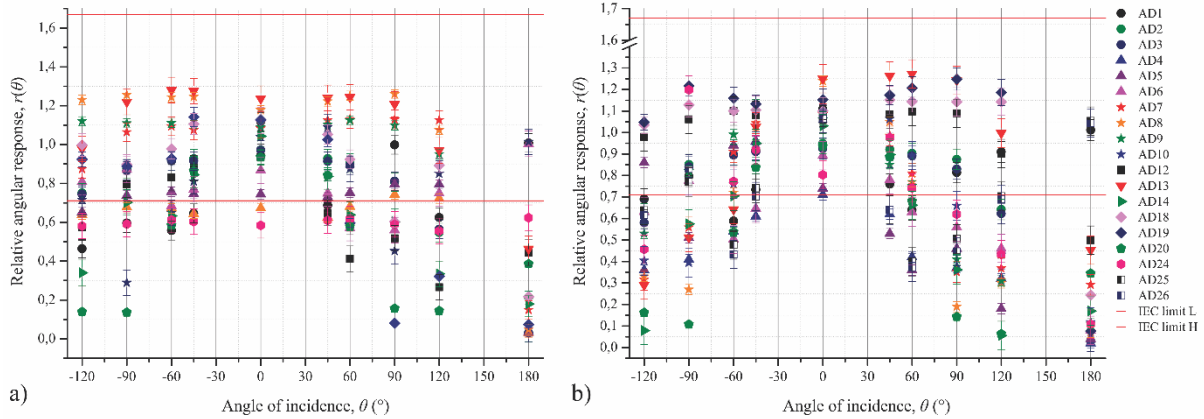 Relative angular response, r(θ)
1,7
1,6
1,4
1,2
1,0
0,8
0,6
0,4
0,2
0,0
-120 -90 -60 -30 0 30 60 90 120 150 180
Angle of incidence, θ (°)
a)
Relative angular response, r(θ)
1,7
1,6
1,3
1,2
1,1
1,0
0,9
0,8
0,7
0,6
0,5
0,4
0,3
0,2
0,1
0,0
-120 -90 -60 -30 0 30 60 90 120 150 180
Angle of incidence, θ (°)
b)
AD1
AD2
AD3
AD4
AD5
AD6
AD7
AD8
AD9
AD10
AD12
AD13
AD14
AD18
AD19
AD20
AD24
AD25
AD26
IEC limit L
IEC limit H